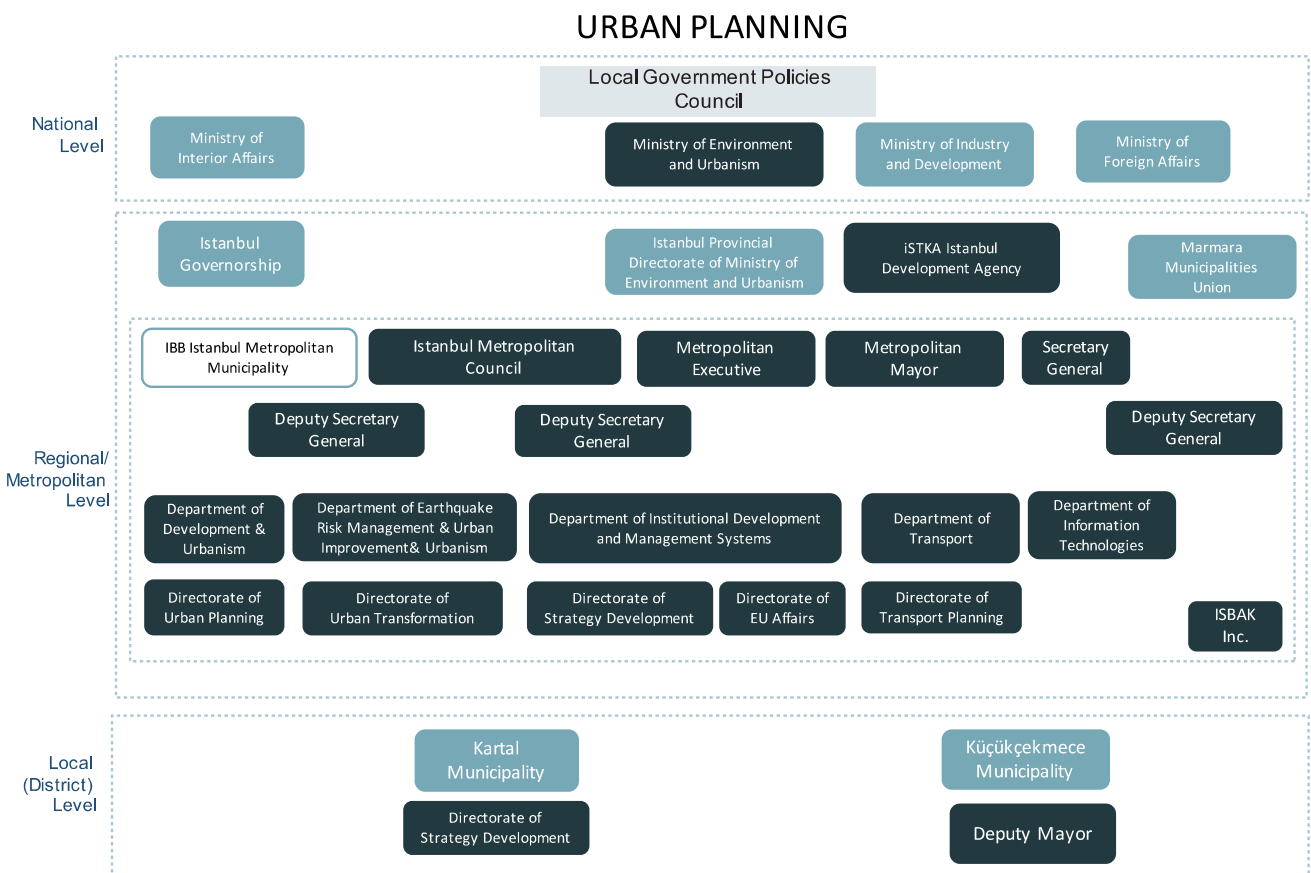 URBAN PLANNING
Local Government Policies
Council
National
Level
Ministry of
Interior Affairs
Ministry of Environment
and Urbanism
Ministry of Industry
and Development
Ministry of
Foreign Affairs
Istanbul
Governorship
Istanbul Provincial
Directorate of Ministry of
Environment and Urbanism
iSTKA Istanbul
Development Agency
Marmara
Municipalities
Union
Regional/
Metropolitan
Level
IBB Istanbul Metropolitan
Municipality
Istanbul Metropolitan
Council
Metropolitan
Executive
Metropolitan
Mayor
Secretary
General
Deputy Secretary
General
Deputy Secretary
General
Deputy Secretary
General
Department of
Development &
Urbanism
Department of Earthquake
Risk Management & Urban
Improvement& Urbanism
Department of Institutional Development
and Management Systems
Department of
Transport
Department of
Information
Technologies
Directorate of
Urban Planning
Directorate of
Urban Transformation
Directorate of
Strategy Development
Directorate of
EU Affairs
Directorate of
Transport Planning
ISBAK
Inc.
Local
(District)
Level
Kartal
Municipality
Küçükçekmece
Municipality
Directorate of
Strategy Development
Deputy Mayor